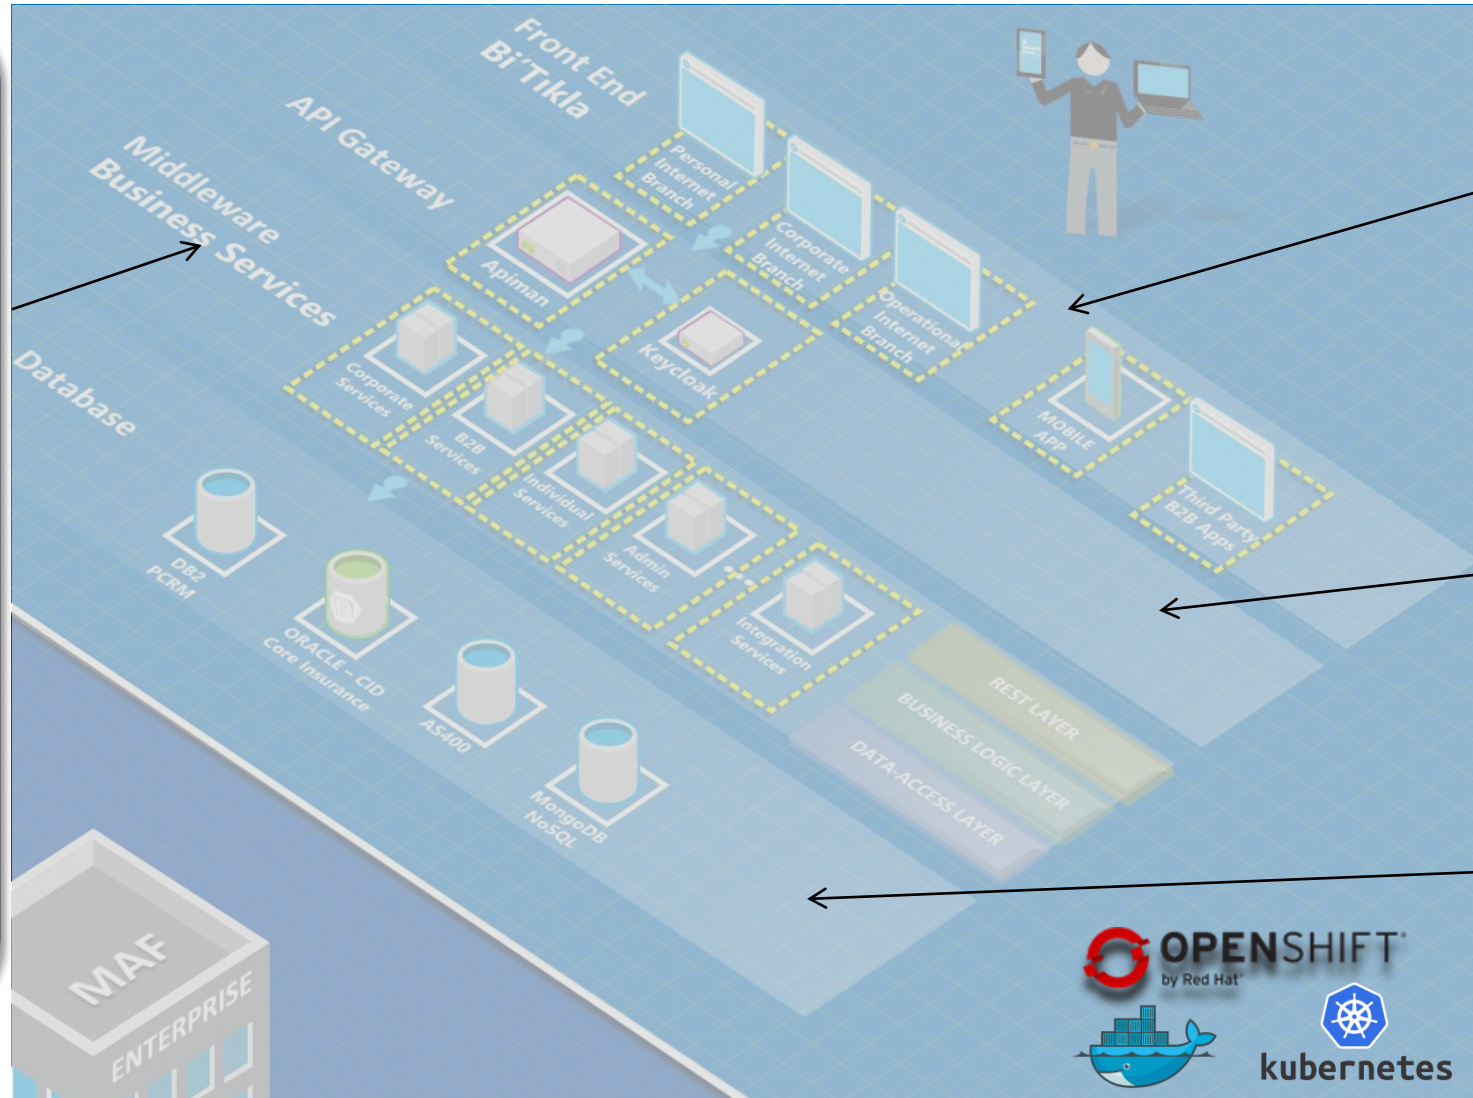 Front End
Bi'Tıkla
API Gateway
Middleware
Business Services
Database
Personal
Internet
Branch
Corporate
Internet
Branch
Operational
Internet
Branch
MOBILE
APP
Third Party
B2B Apps
Apiman
Keycloak
Corporate
Services
B2B
Services
Individual
Services
Admin
Services
...
Integration
Services
DB2
PCRM
ORACLE – CID
Core Insurance
AS400
MongoDB
NoSQL
REST LAYER
BUSINESS LOGIC LAYER
DATA-ACCESS LAYER
MAF
ENTERPRISE
OPENSHIFT
by Red Hat®
kubernetes